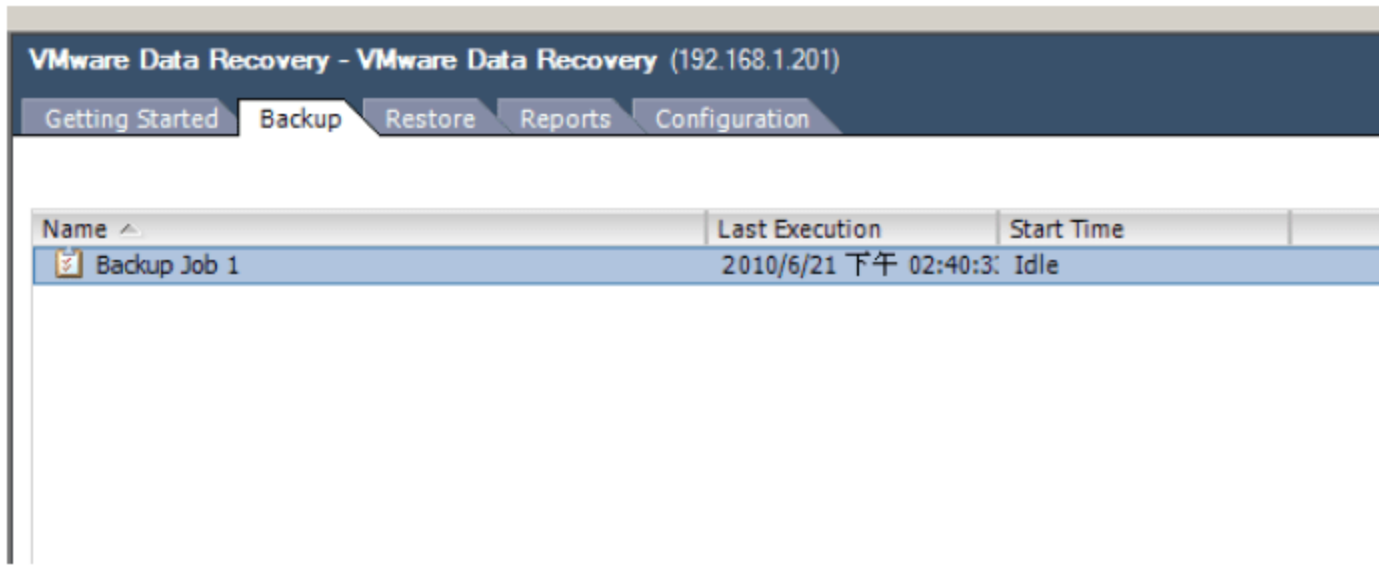 VMware Data Recovery - VMware Data Recovery (192.168.1.201)
Getting Started Backup Restore Reports Configuration
Name Last Execution Start Time
Backup Job 1 2010/6/21 下午 02:40:3 Idle